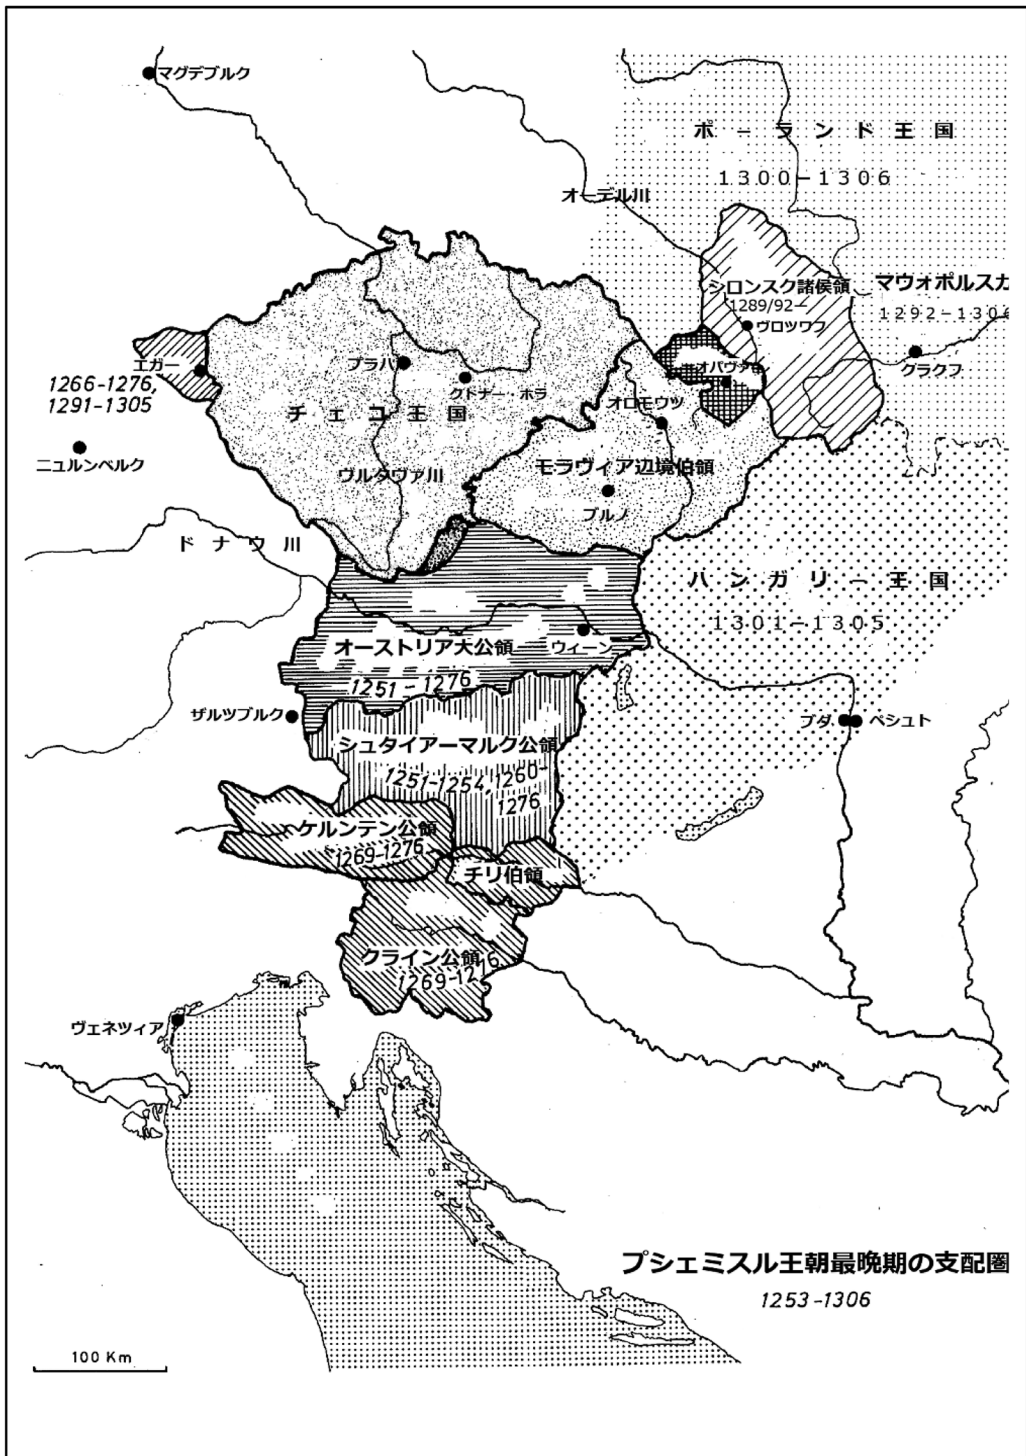 マグデブルク
ポーランド王国
1300−1306
オーデル川
シロンスク諸侯領
1289/92−
ヴロツワフ
マウォポルスカ
1292−1306
クラクフ
エガー
1266-1276,
1291-1305
プラハ
クトナー・ホラ
チェコ王国
オパヴァ
オロモウツ
ニュルンベルク
ヴルタヴァ川
モラヴィア辺境伯領
ブルノ
ドナウ川
ハンガリー王国
1301−1305
オーストリア大公領
ウィーン
1251-1276
ザルツブルク
ブダ
ペシュト
シュタイアーマルク公領
1251-1254,1260-
1276
ケルンテン公領
1269-1276
チリ伯領
クライン公領
1269-1276
ヴェネツィア
プシェミスル王朝最晩期の支配圏
1253-1306
100 Km